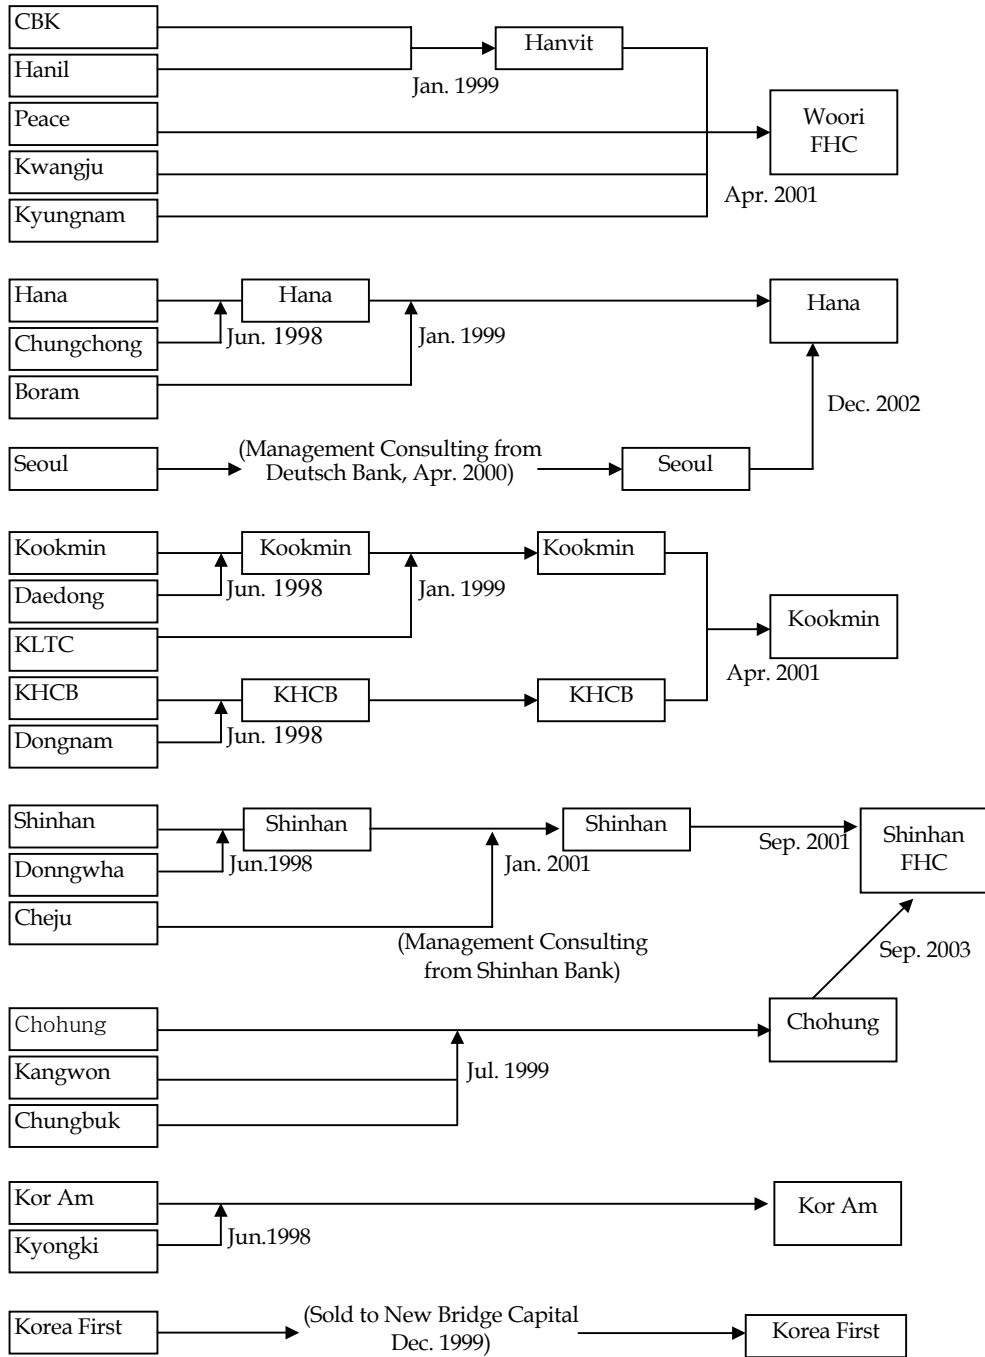 CBK
Hanil
Hanvit
Jan. 1999
Peace
Kwangju
Kyungnam
Woori
FHC
Apr. 2001
Hana
Chungchong
Boram
Hana
Jun. 1998
Jan. 1999
Hana
Dec. 2002
Seoul
(Management Consulting from
Deutsch Bank, Apr. 2000)
Seoul
Kookmin
Daedong
KLTC
Kookmin
Jun. 1998
Jan. 1999
Kookmin
KHCB
Dongnam
KHCB
Jun. 1998
KHCB
Kookmin
Apr. 2001
Shinhan
Donngwha
Cheju
Shinhan
Jun.1998
Jan. 2001
(Management Consulting
from Shinhan Bank)
Shinhan
Sep. 2001
Shinhan
FHC
Sep. 2003
Chohung
Kangwon
Chungbuk
Jul. 1999
Chohung
Kor Am
Kyongki
Jun.1998
Kor Am
Korea First
(Sold to New Bridge Capital
Dec. 1999)
Korea First